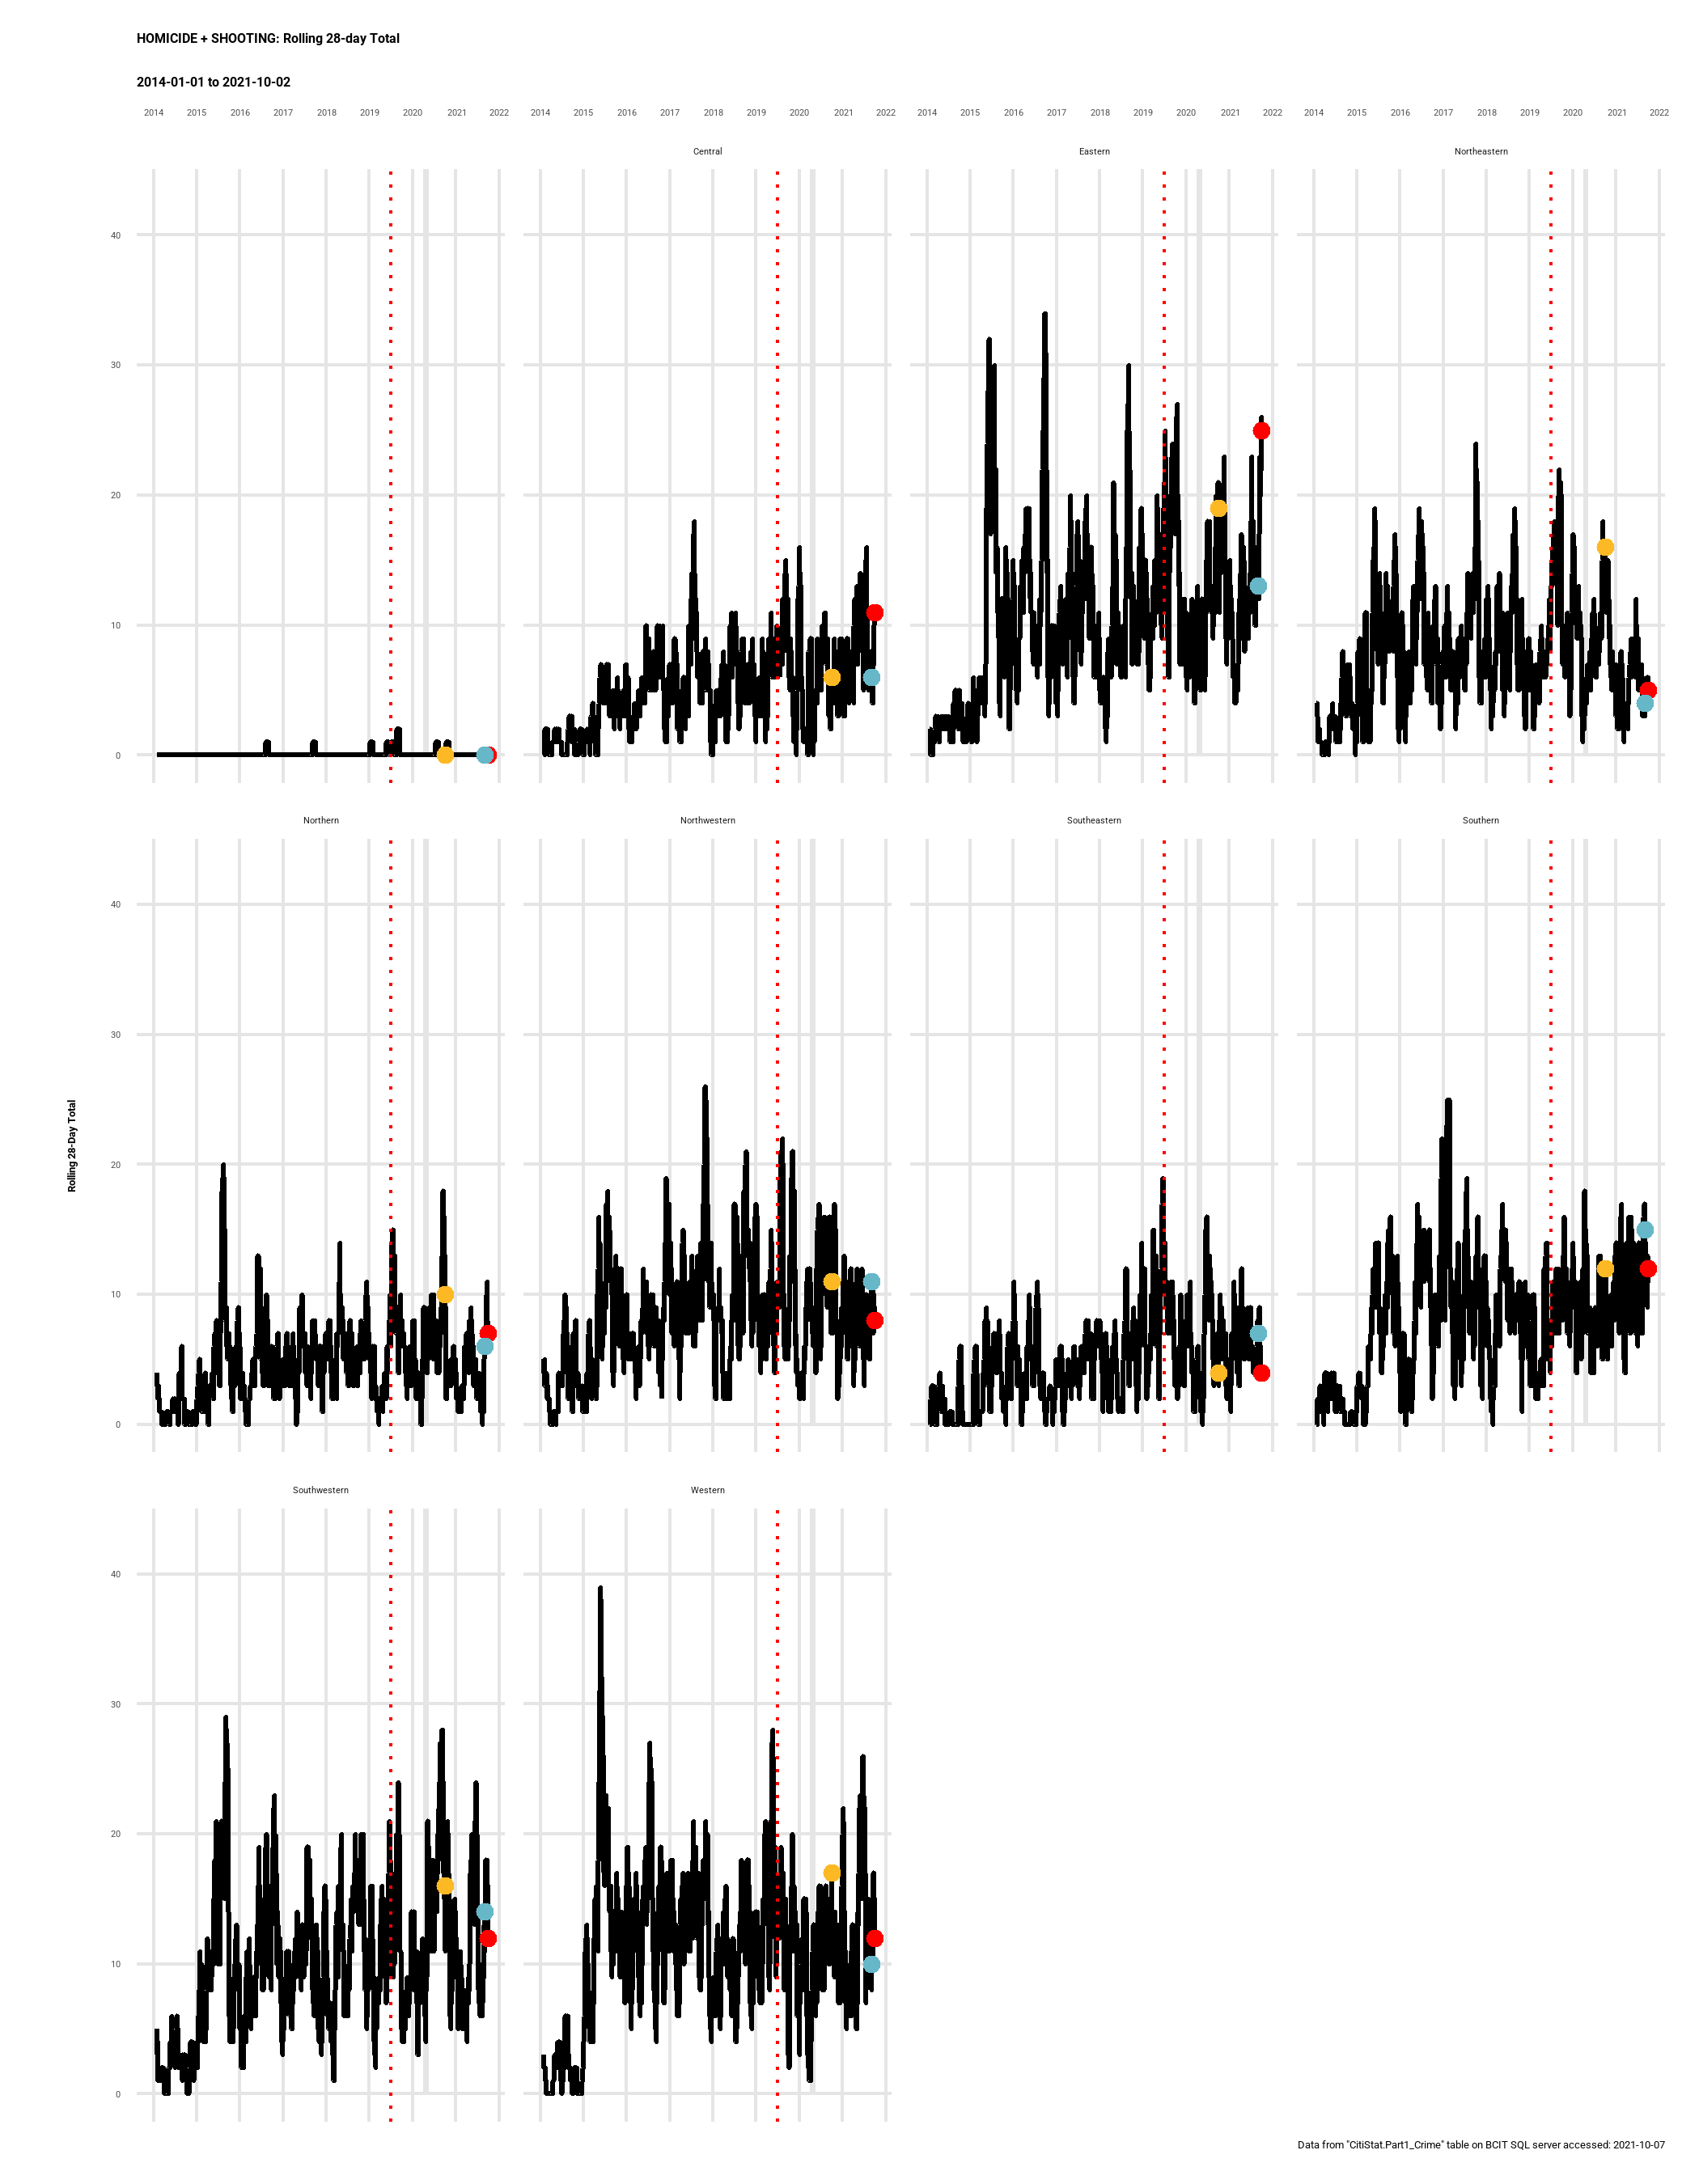 HOMICIDE + SHOOTING: Rolling 28-day Total
2014-01-01 to 2021-10-02
2014 2015 2016 2017 2018 2019 2020 2021 2022 2014 2015 2016 2017 2018 2019 2020 2021 2022 2014 2015 2016 2017 2018 2019 2020 2021 2022 2014 2015 2016 2017 2018 2019 2020 2021 2022
Central Eastern Northeastern
40
30
20
10
0
Northern Northwestern Southeastern Southern
40
30
20
10
0
Rolling 28-Day Total
Southwestern Western
40
30
20
10
0
Data from "CitiStat.Part1_Crime" table on BCIT SQL server accessed: 2021-10-07